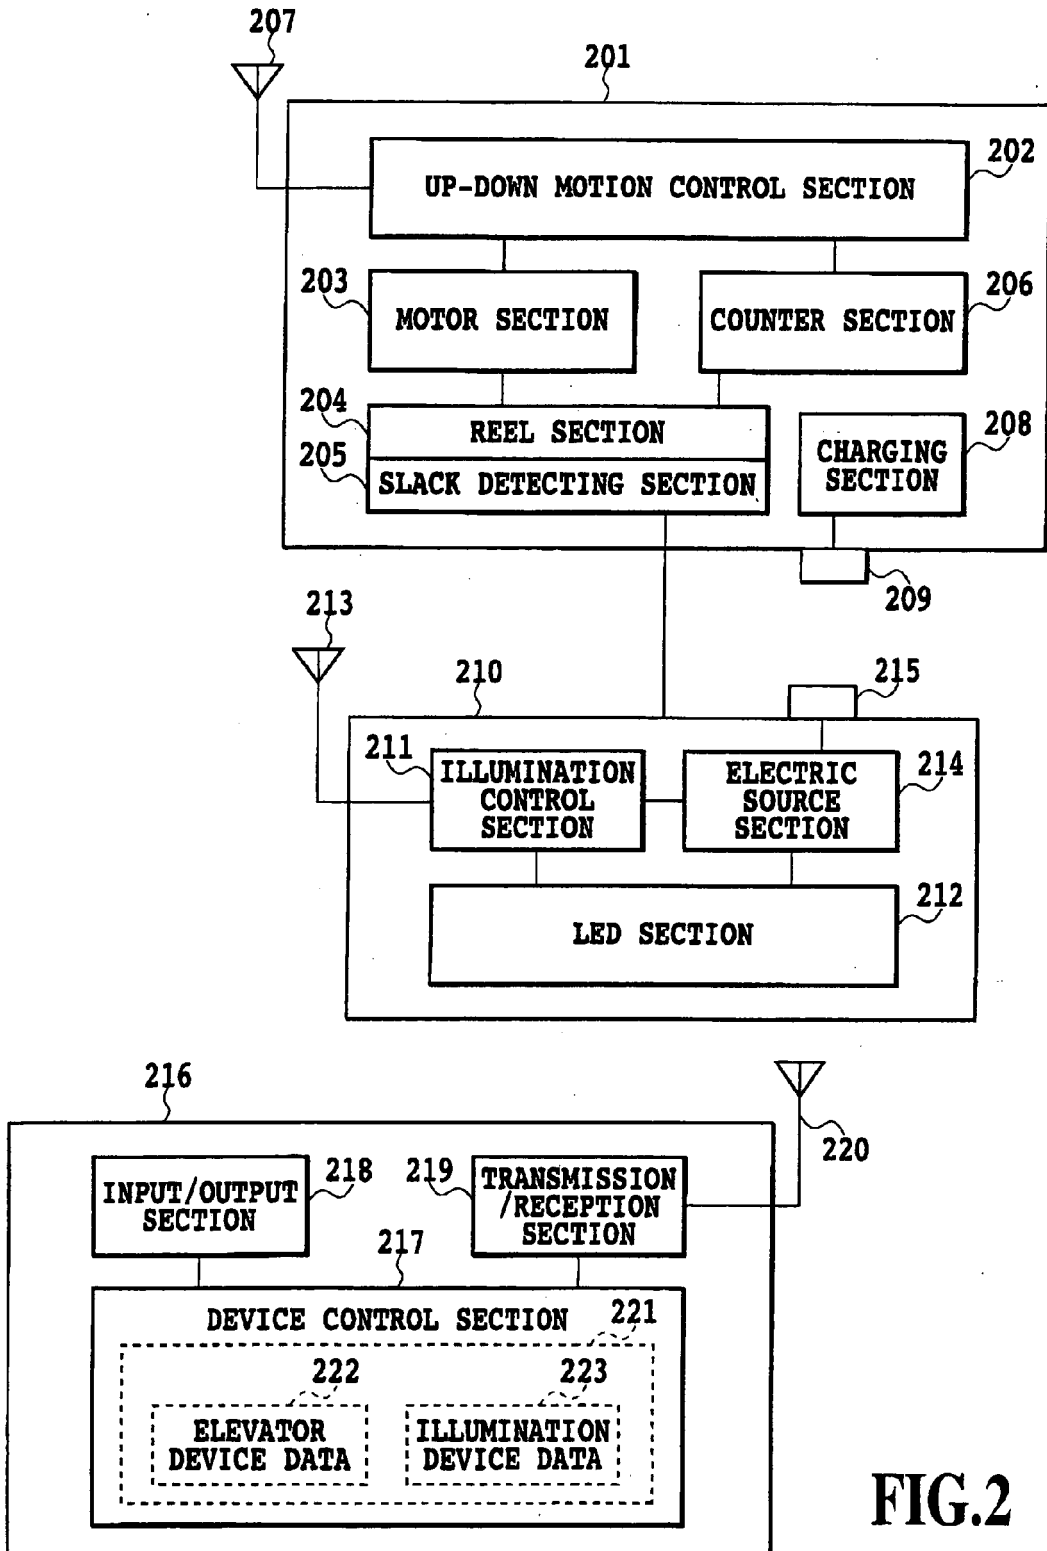 207
201
202
UP-DOWN MOTION CONTROL SECTION
203
206
MOTOR SECTION
COUNTER SECTION
204
208
REEL SECTION
205
CHARGING
SECTION
SLACK DETECTING SECTION
209
213
210
215
211
ILLUMINATION
CONTROL
SECTION
ELECTRIC
SOURCE
SECTION
214
212
LED SECTION
216
220
INPUT/OUTPUT
SECTION
218
219
TRANSMISSION
/RECEPTION
SECTION
217
DEVICE CONTROL SECTION
221
222
223
ELEVATOR
DEVICE DATA
ILLUMINATION
DEVICE DATA
FIG.2